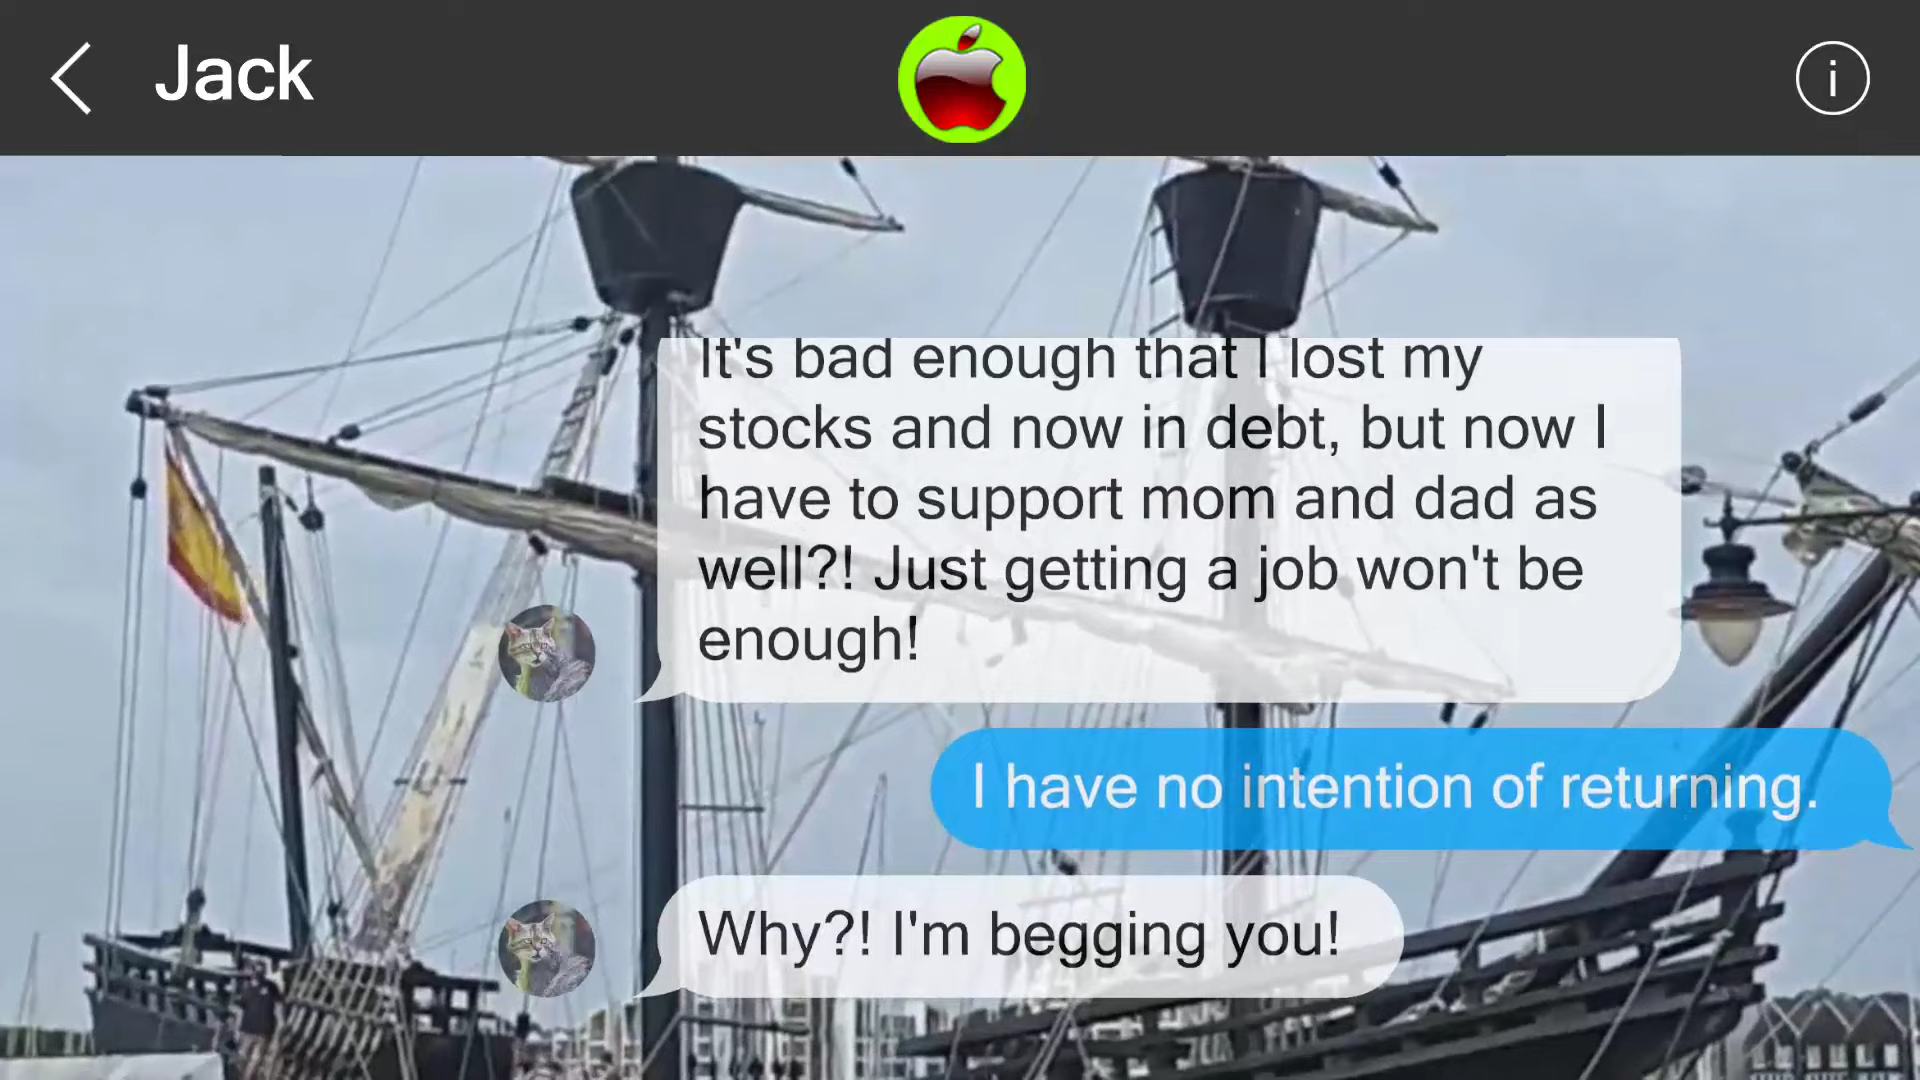 Jack
i
It's bad enough that I lost my
stocks and now in debt, but now I
have to support mom and dad as
well?! Just getting a job won't be
enough!
I have no intention of returning.
Why?! I'm begging you!